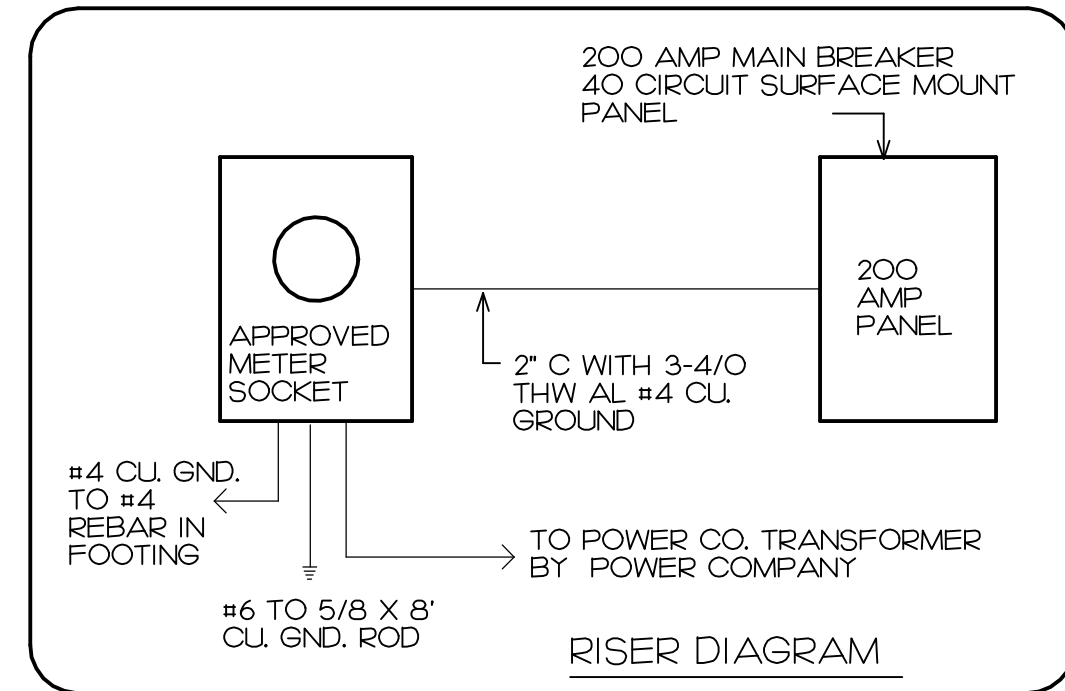 200 AMP MAIN BREAKER
40 CIRCUIT SURFACE MOUNT
PANEL
200
AMP
PANEL
APPROVED
METER
SOCKET
2" C WITH 3-4/0
THW AL #4 CU.
GROUND
#4 CU. GND.
TO #4
REBAR IN
FOOTING
TO POWER CO. TRANSFORMER
BY POWER COMPANY
#6 TO 5/8 X 8'
CU. GND. ROD
RISER DIAGRAM